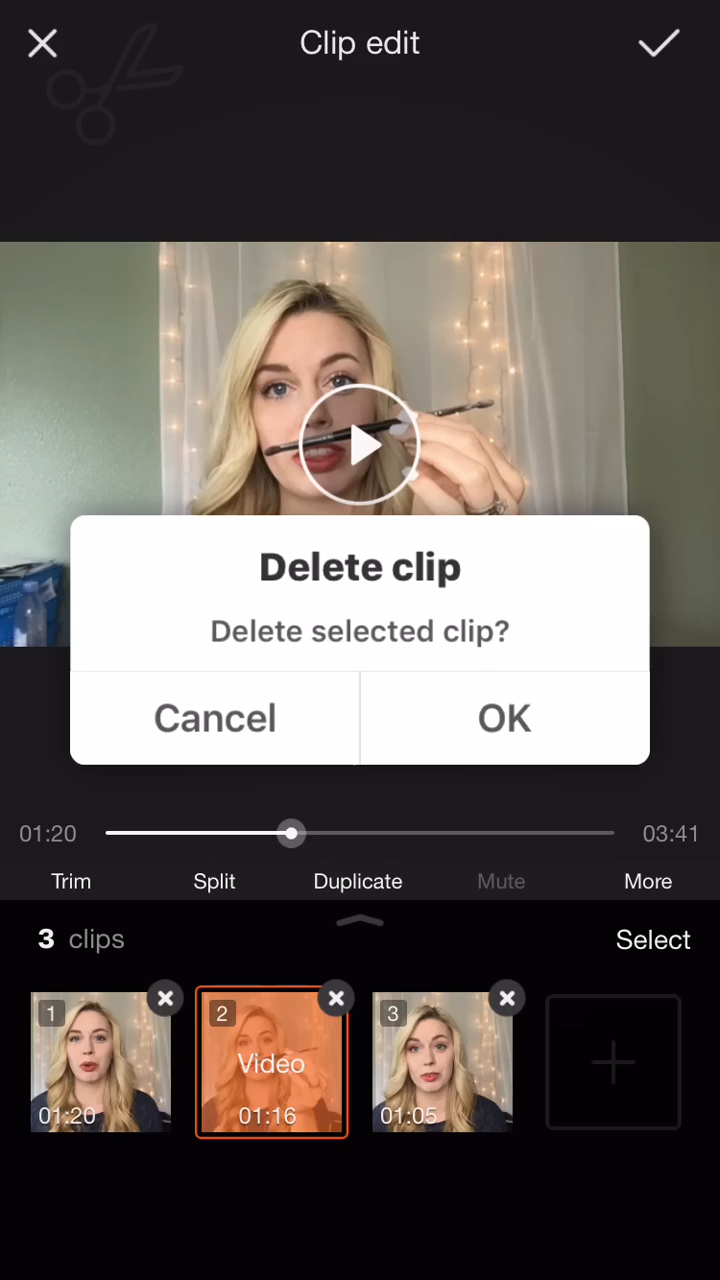 Clip edit
Delete clip
Delete selected clip?
Cancel OK
01:20 03:41
Trim Split Duplicate Mute More
3 clips Select
1 2 3
Video
01:20 01:16 01:05